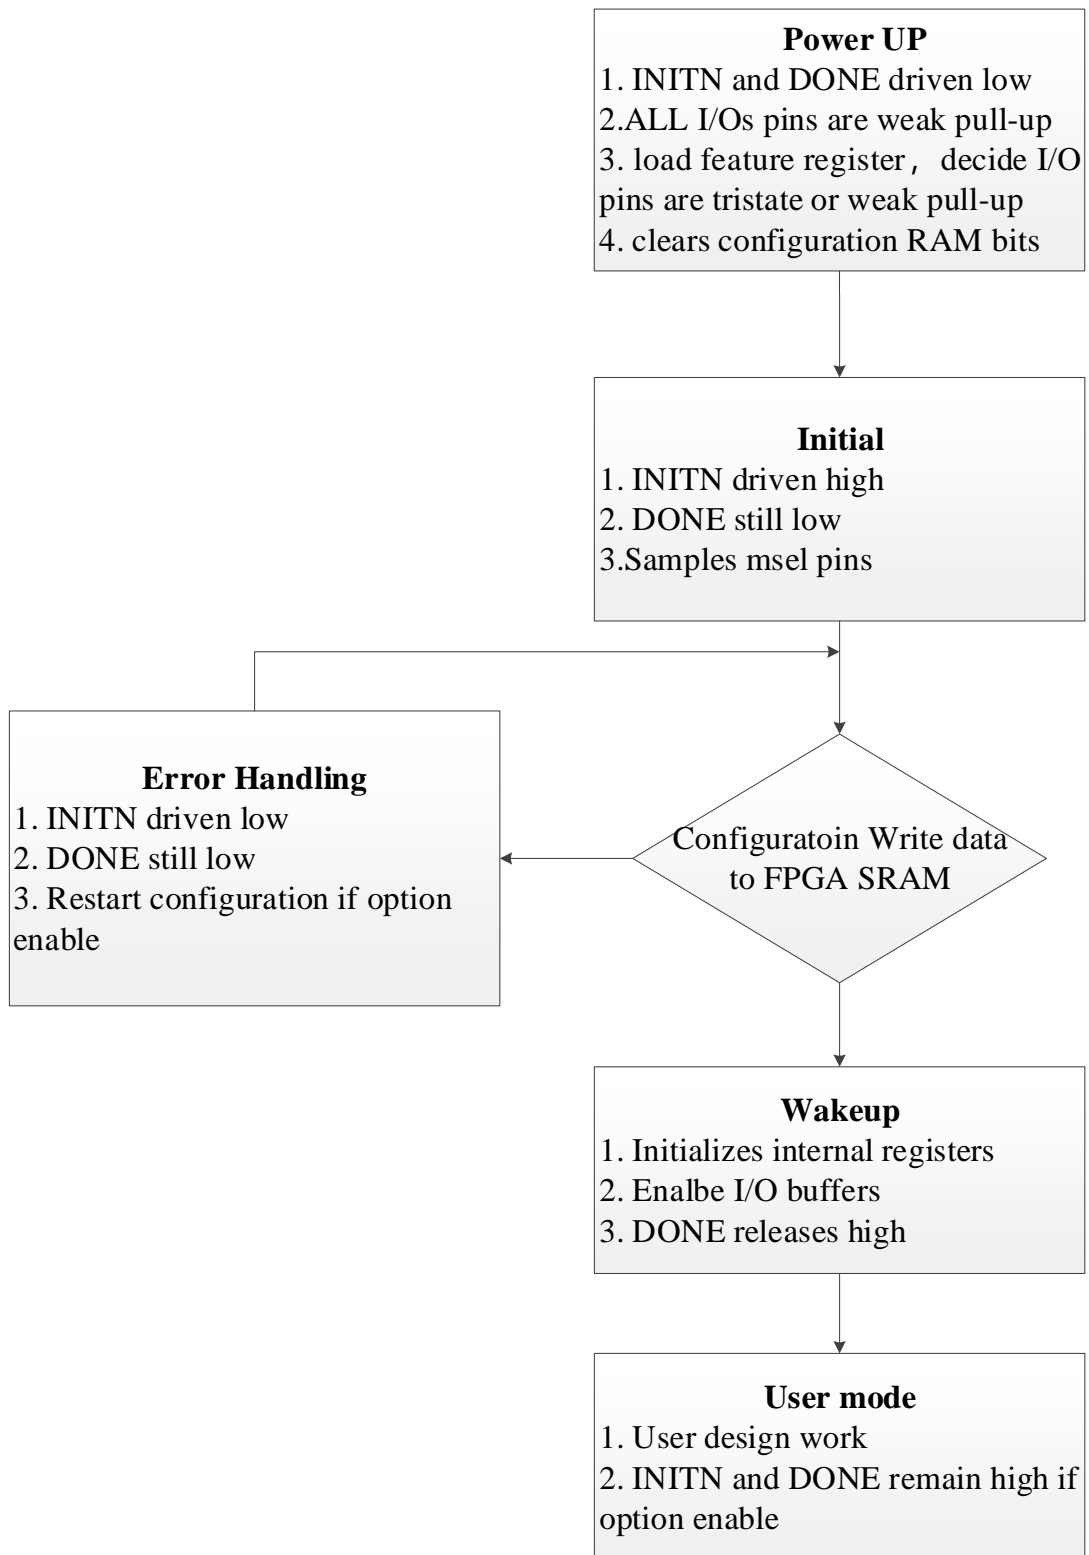 Power UP
1. INITN and DONE driven low
2.ALL I/Os pins are weak pull-up
3. load feature register， decide I/O
pins are tristate or weak pull-up
4. clears configuration RAM bits
Initial
1. INITN driven high
2. DONE still low
3.Samples msel pins
Error Handling
1. INITN driven low
2. DONE still low
3. Restart configuration if option
enable
Configuratoin Write data
to FPGA SRAM
Wakeup
1. Initializes internal registers
2. Enalbe I/O buffers
3. DONE releases high
User mode
1. User design work
2. INITN and DONE remain high if
option enable